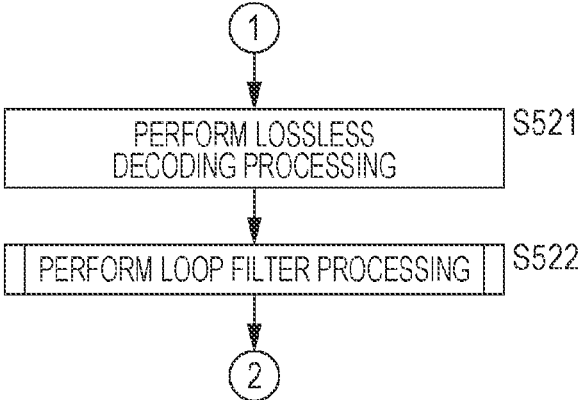 1
PERFORM LOSSLESS
DECODING PROCESSING
S521
PERFORM LOOP FILTER PROCESSING
S522
2